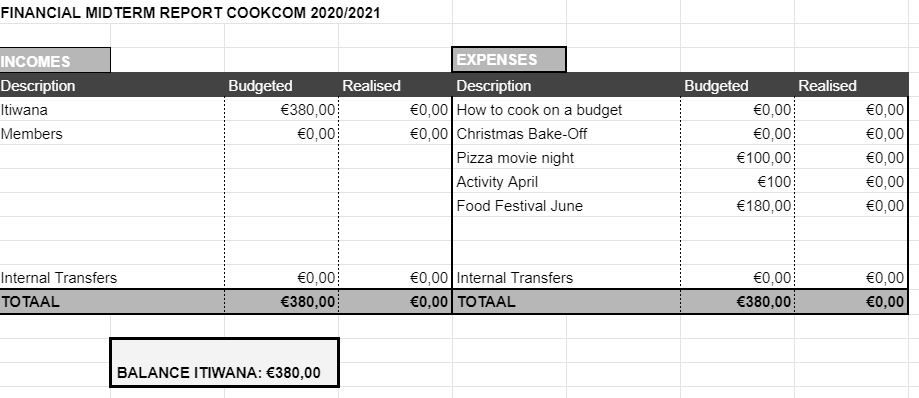 FINANCIAL MIDTERM REPORT COOKCOM 2020/2021
INCOMES EXPENSES
Description Budgeted Realised Description Budgeted Realised
Itiwana €380,00 €0,00 How to cook on a budget €0,00 €0,00
Members €0,00 €0,00 Christmas Bake-Off €0,00 €0,00
Pizza movie night €100,00 €0,00
Activity April €100 €0,00
Food Festival June €180,00 €0,00
Internal Transfers €0,00 €0,00 Internal Transfers €0,00 €0,00
TOTAAL €380,00 €0,00 TOTAAL €380,00 €0,00
BALANCE ITIWANA: €380,00